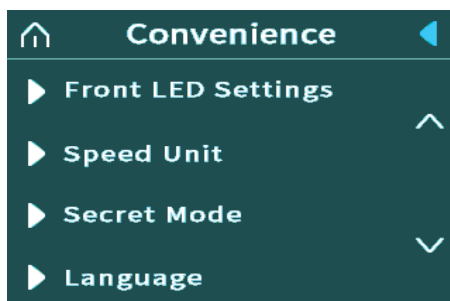 Convenience
Front LED Settings
Speed Unit
Secret Mode
Language